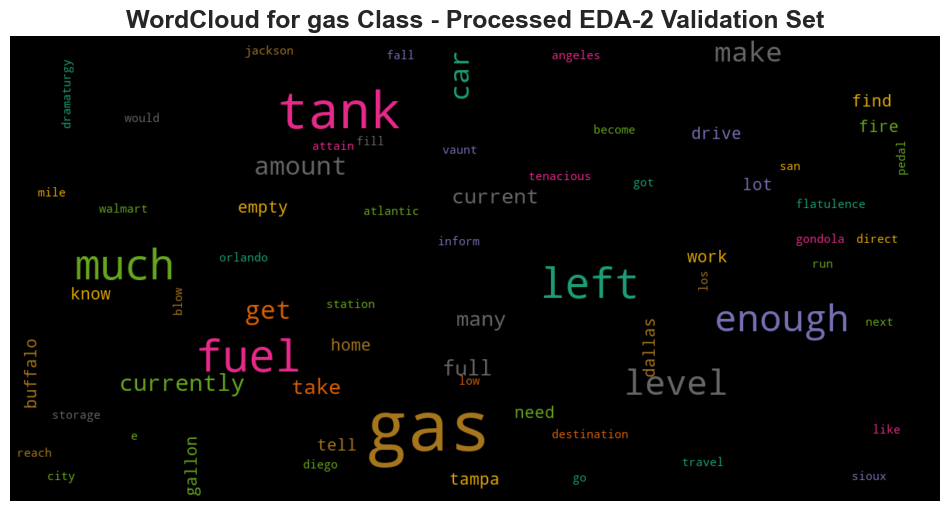 WordCloud for gas Class - Processed EDA-2 Validation Set
jackson
fall
car
angeles
make
dramaturgy
would
tank
fill
attain
vaunt
become
drive
find
fire
pedal
amount
current
tenacious
got
san
lot
flatulence
mile
walmart
empty
atlantic
inform
gondola
direct
much
orlando
left
work
los
run
know
blow
get
station
many
enough
next
buffalo
fuel
home
full
dallas
level
currently
take
low
storage
gas
need
reach
e
gallon
tell
destination
like
city
diego
tampa
go
travel
sioux